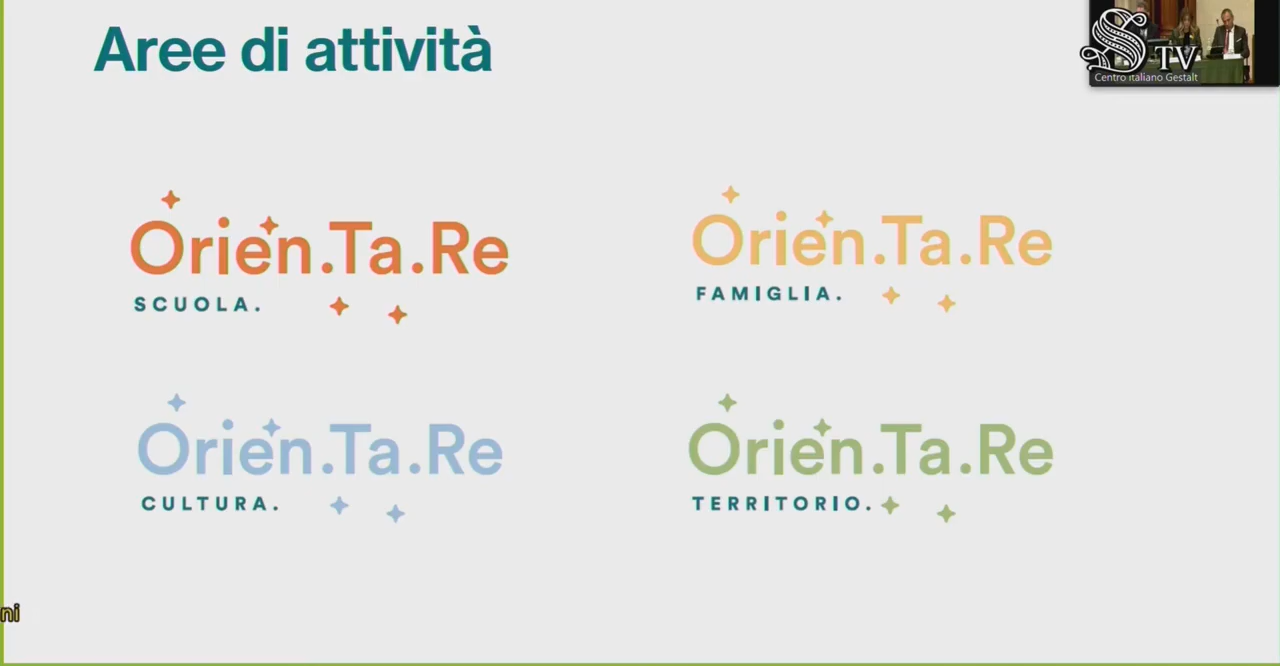 Aree di attività
S TV
Centro Italiano Gestalt
Orien.Ta.Re
SCUOLA.
Orien.Ta.Re
FAMIGLIA.
Orien.Ta.Re
CULTURA.
Orien.Ta.Re
TERRITORIO.
ni